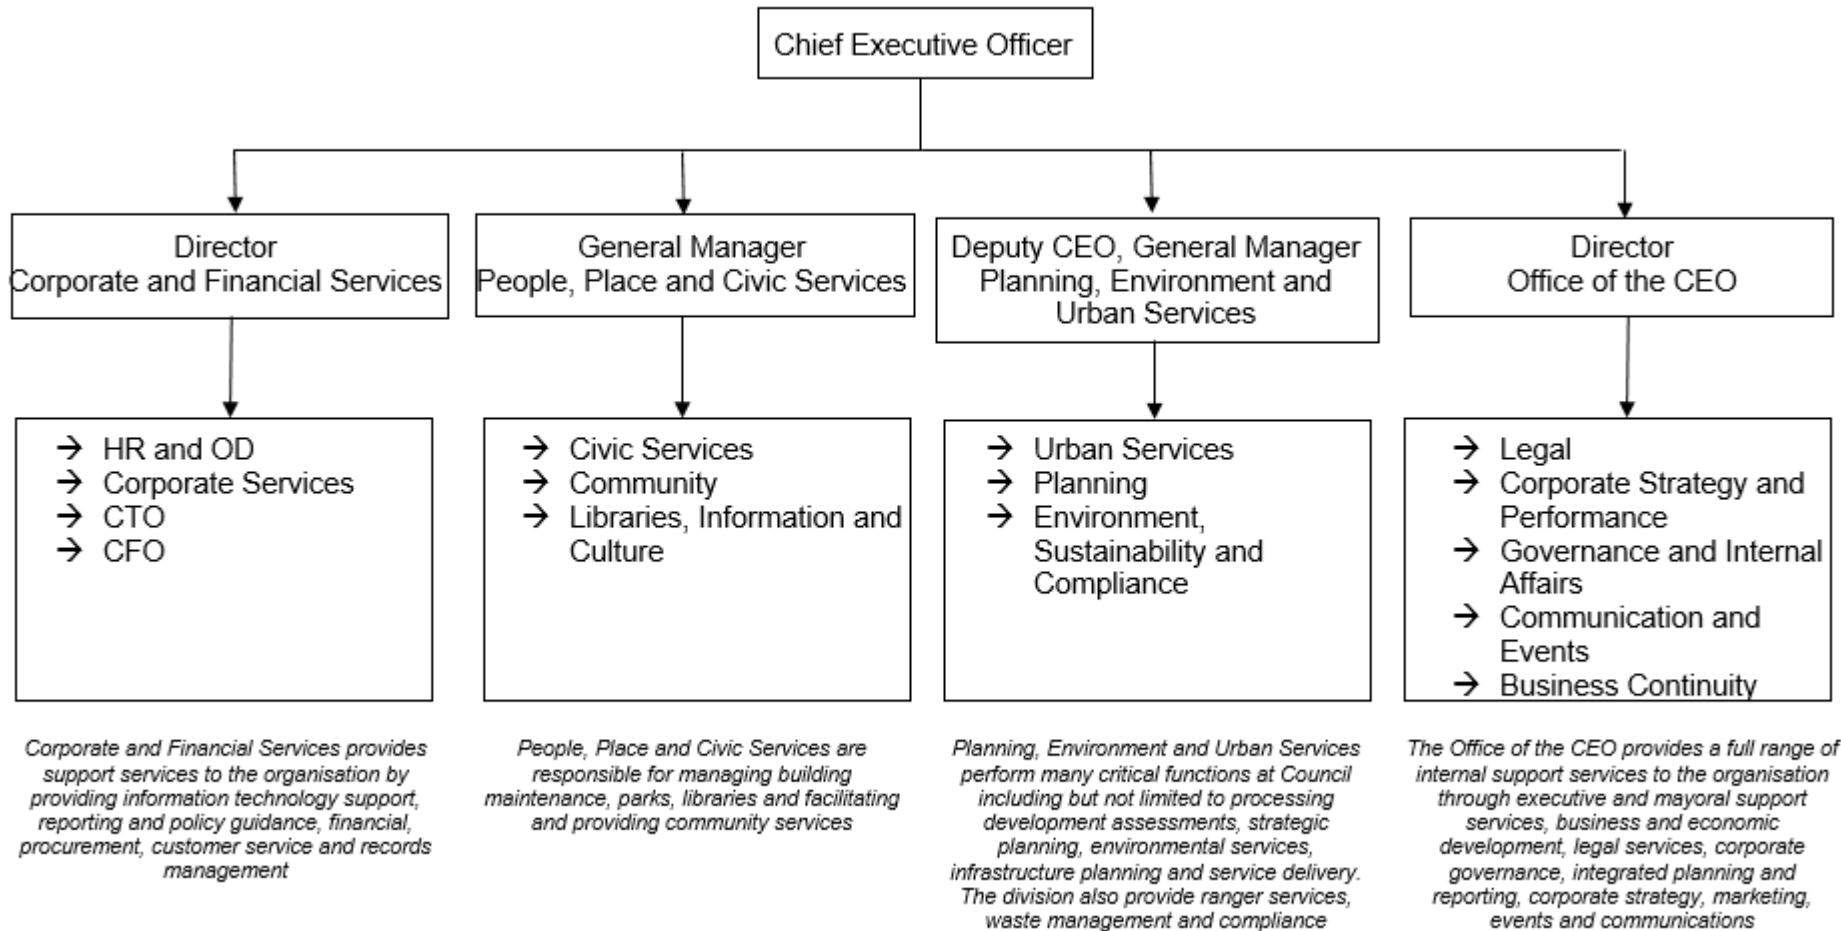 Chief Executive Officer
Director
Corporate and Financial Services
General Manager
People, Place and Civic Services
Deputy CEO, General Manager
Planning, Environment and
Urban Services
Director
Office of the CEO
→ HR and OD
→ Corporate Services
→ CTO
→ CFO
→ Civic Services
→ Community
→ Libraries, Information and
Culture
→ Urban Services
→ Planning
→ Environment,
Sustainability and
Compliance
→ Legal
→ Corporate Strategy and
Performance
→ Governance and Internal
Affairs
→ Communication and
Events
→ Business Continuity
Corporate and Financial Services provides
support services to the organisation by
providing information technology support,
reporting and policy guidance, financial,
procurement, customer service and records
management
People, Place and Civic Services are
responsible for managing building
maintenance, parks, libraries and facilitating
and providing community services
Planning, Environment and Urban Services
perform many critical functions at Council
including but not limited to processing
development assessments, strategic
planning, environmental services,
infrastructure planning and service delivery.
The division also provide ranger services,
waste management and compliance
The Office of the CEO provides a full range of
internal support services to the organisation
through executive and mayoral support
services, business and economic
development, legal services, corporate
governance, integrated planning and
reporting, corporate strategy, marketing,
events and communications